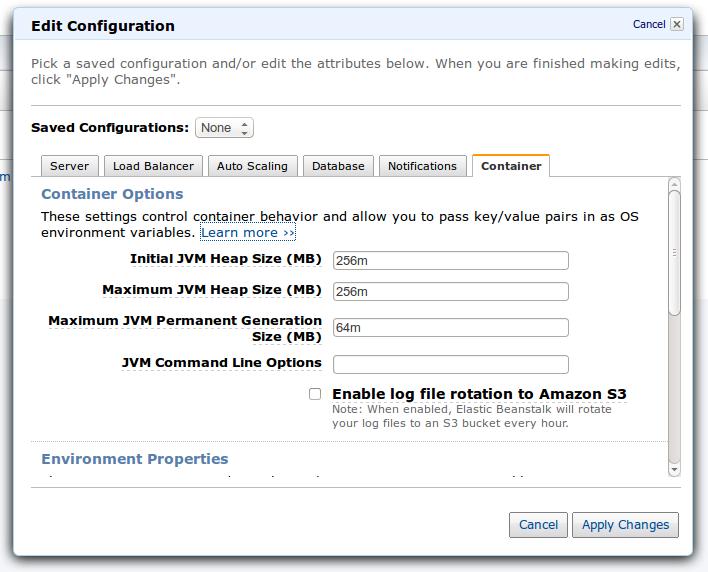 Edit Configuration
Cancel
Pick a saved configuration and/or edit the attributes below. When you are finished making edits,
click "Apply Changes".
Saved Configurations: None
Server Load Balancer Auto Scaling Database Notifications Container
Container Options
These settings control container behavior and allow you to pass key/value pairs in as OS
environment variables. Learn more ››
Initial JVM Heap Size (MB) 256m
Maximum JVM Heap Size (MB) 256m
Maximum JVM Permanent Generation
Size (MB) 64m
JVM Command Line Options
Enable log file rotation to Amazon S3
Note: When enabled, Elastic Beanstalk will rotate
your log files to an S3 bucket every hour.
Environment Properties
Cancel Apply Changes